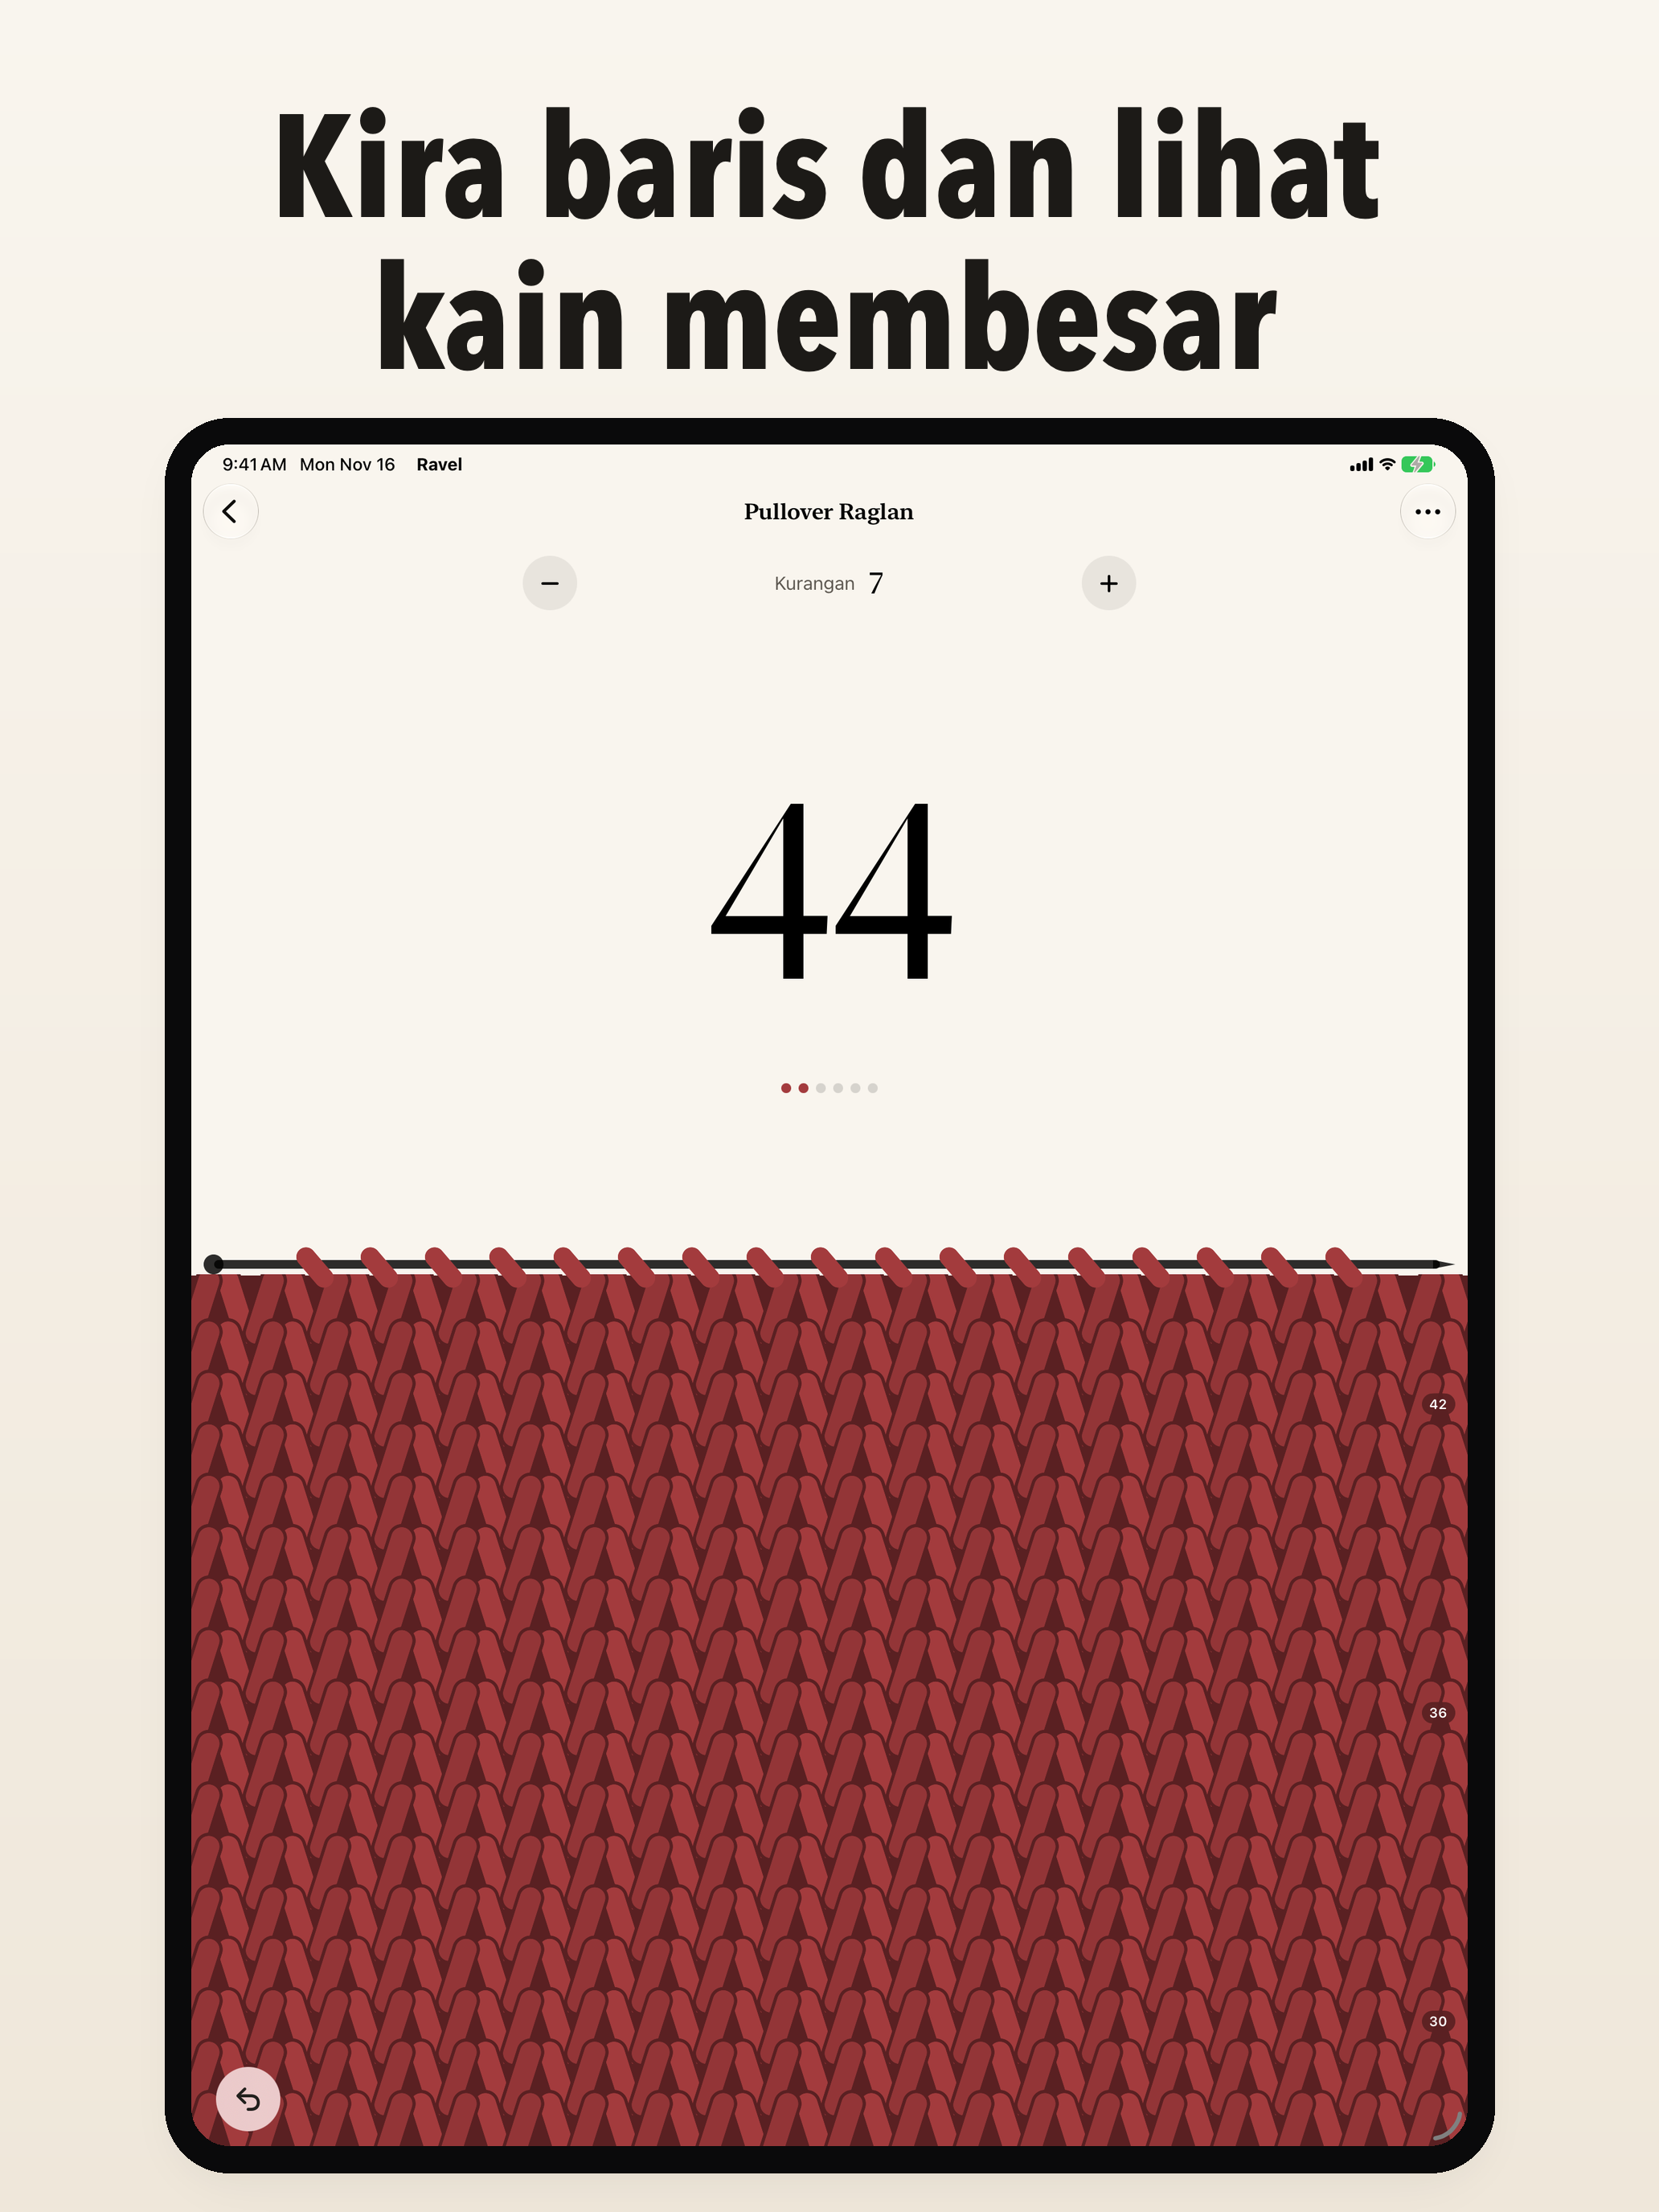 Kira baris dan lihat
kain membesar
9:41 AM Mon Nov 16 Ravel
Pullover Raglan
Kurangan 7
44
42
36
30